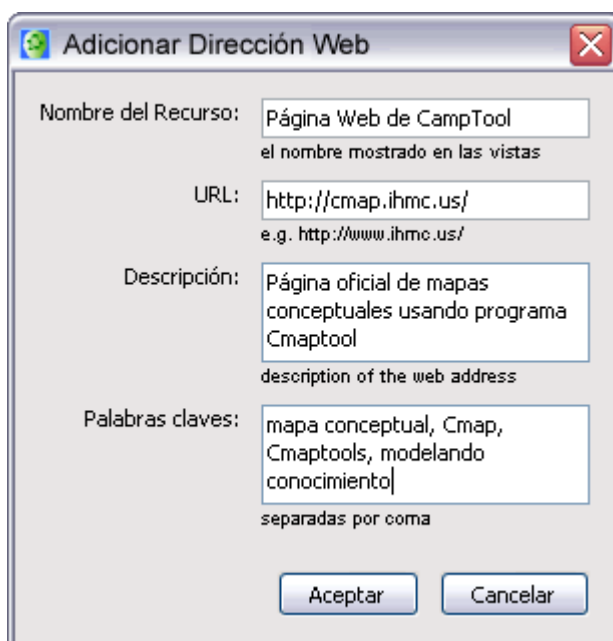 Adicionar Dirección Web
Nombre del Recurso: Página Web de CampTool
el nombre mostrado en las vistas
URL: http://cmap.ihmc.us/
e.g. http://www.ihmc.us/
Descripción: Página oficial de mapas
conceptuales usando programa
Cmaptool
description of the web address
Palabras claves: mapa conceptual, Cmap,
Cmaptools, modelando
conocimiento
separadas por coma
Aceptar Cancelar